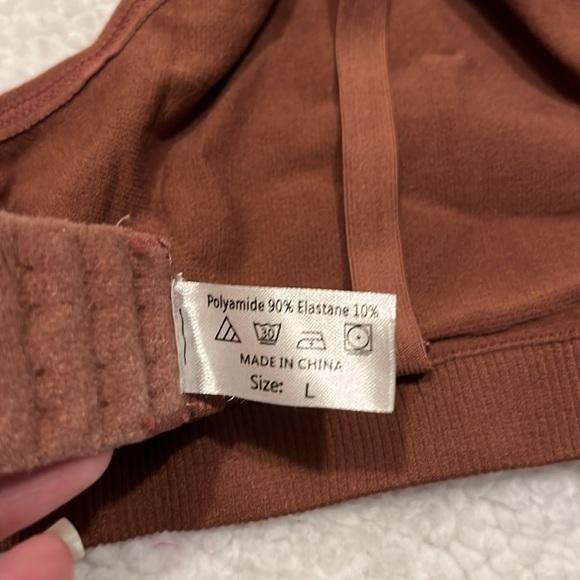 Polyamide 90% Elastane 10%
30
MADE IN CHINA
Size: L